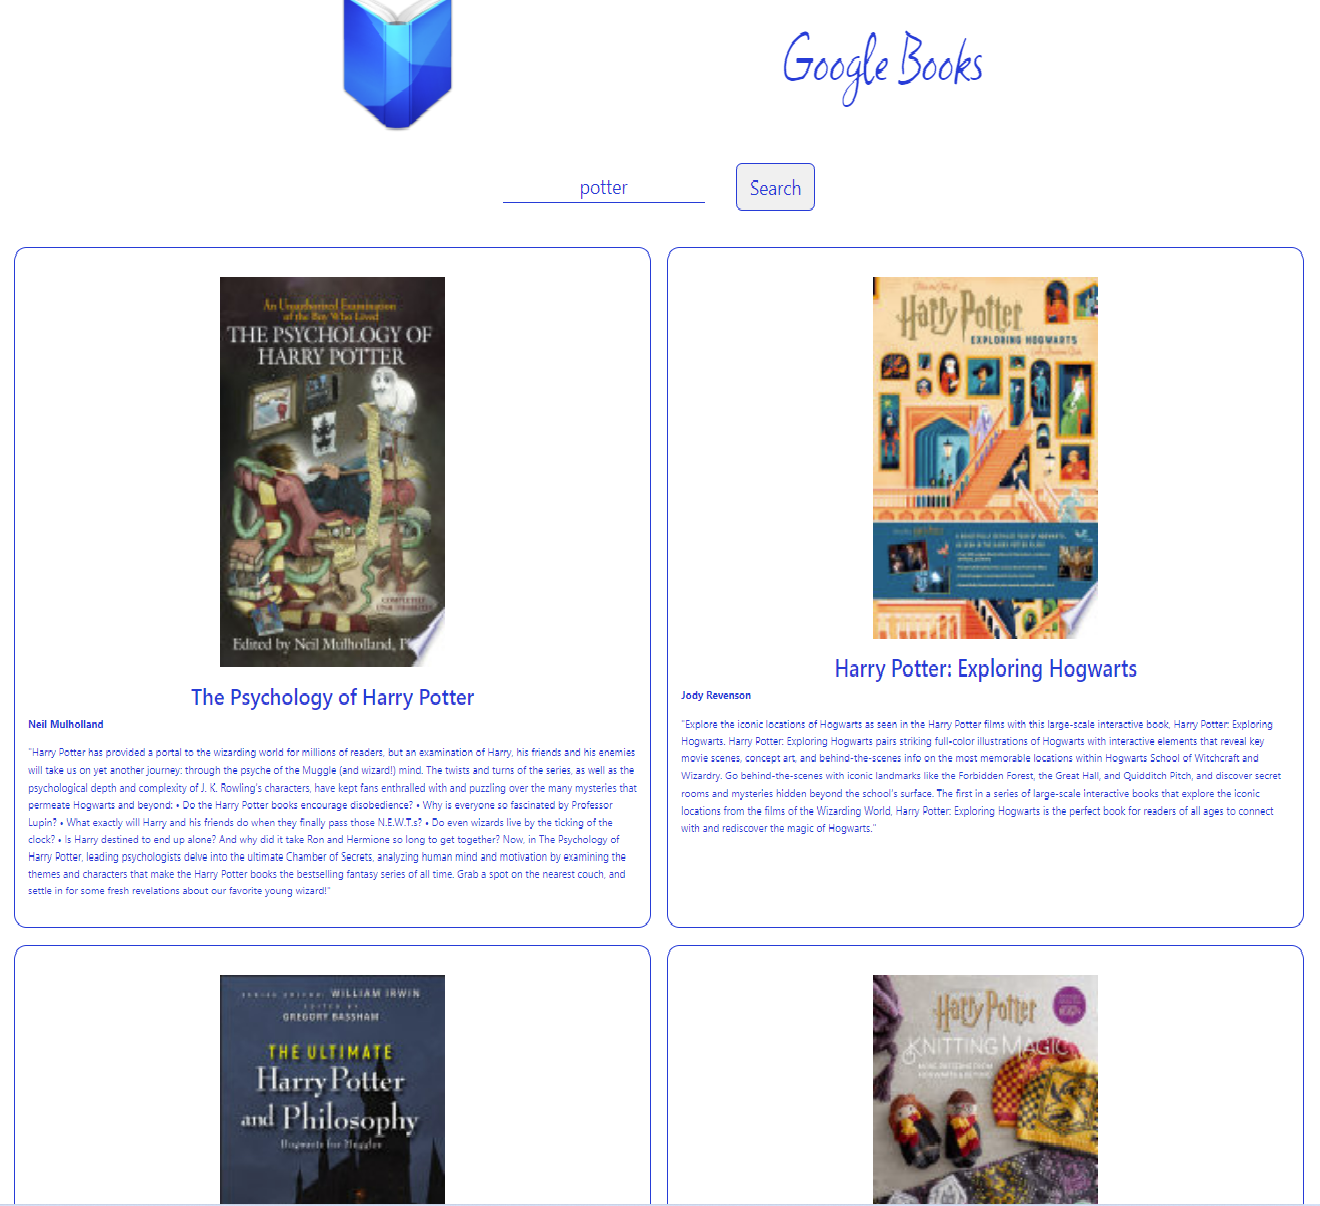 Google Books
potter
Search
An Unauthorized Examination
of the Boy Who Lived
THE PSYCHOLOGY OF
HARRY POTTER
COMPLETELY
UNAUTHORIZED
Edited by Neil Mulholland,
The Psychology of Harry Potter
Neil Mulholland
"Harry Potter has provided a portal to the wizarding world for millions of readers, but an examination of Harry, his friends and his enemies
will take us on yet another journey: through the psyche of the Muggle (and wizard!) mind. The twists and turns of the series, as well as the
psychological depth and complexity of J. K. Rowling's characters, have kept fans enthralled with and puzzling over the many mysteries that
permeate Hogwarts and beyond: • Do the Harry Potter books encourage disobedience? • Why is everyone so fascinated by Professor
Lupin? • What exactly will Harry and his friends do when they finally pass those N.E.W.T.s? • Do even wizards live by the ticking of the
clock? • Is Harry destined to end up alone? And why did it take Ron and Hermione so long to get together? Now, in The Psychology of
Harry Potter, leading psychologists delve into the ultimate Chamber of Secrets, analyzing human mind and motivation by examining the
themes and characters that make the Harry Potter books the bestselling fantasy series of all time. Grab a spot on the nearest couch, and
settle in for some fresh revelations about our favorite young wizard!"
Harry Potter
EXPLORING HOGWARTS
Harry Potter: Exploring Hogwarts
Jody Revenson
"Explore the iconic locations of Hogwarts as seen in the Harry Potter films with this large-scale interactive book, Harry Potter: Exploring
Hogwarts. Harry Potter: Exploring Hogwarts pairs striking full-color illustrations of Hogwarts with interactive elements that reveal key
movie scenes, concept art, and behind-the-scenes info on the most memorable locations within Hogwarts School of Witchcraft and
Wizardry. Go behind-the-scenes with iconic landmarks like the Forbidden Forest, the Great Hall, and Quidditch Pitch, and discover secret
rooms and mysteries hidden beyond the school's surface. The first in a series of large-scale interactive books that explore the iconic
locations from the films of the Wizarding World, Harry Potter: Exploring Hogwarts is the perfect book for readers of all ages to connect
with and rediscover the magic of Hogwarts."
SERIES EDITOR: WILLIAM IRWIN
EDITED BY
GREGORY BASSHAM
THE ULTIMATE
Harry Potter
and Philosophy
Hogwarts for Muggles
Harry Potter
KNITTING MAGIC
MORE PATTERNS FROM
HOGWARTS & BEYOND